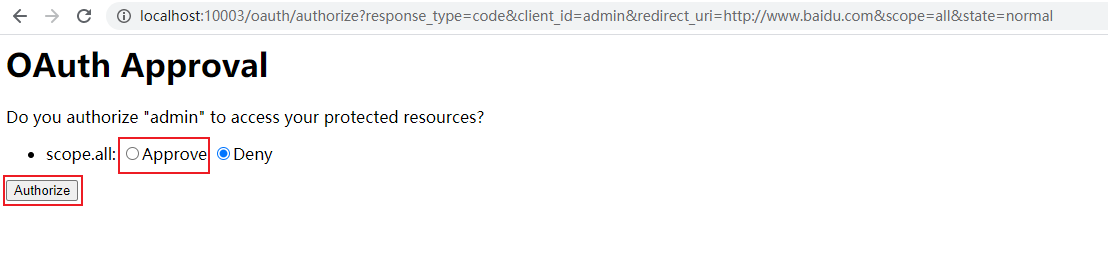 localhost:10003/oauth/authorize?response_type=code&client_id=admin&redirect_uri=http://www.baidu.com&scope=all&state=normal
OAuth Approval
Do you authorize "admin" to access your protected resources?
scope.all: Approve Deny
Authorize